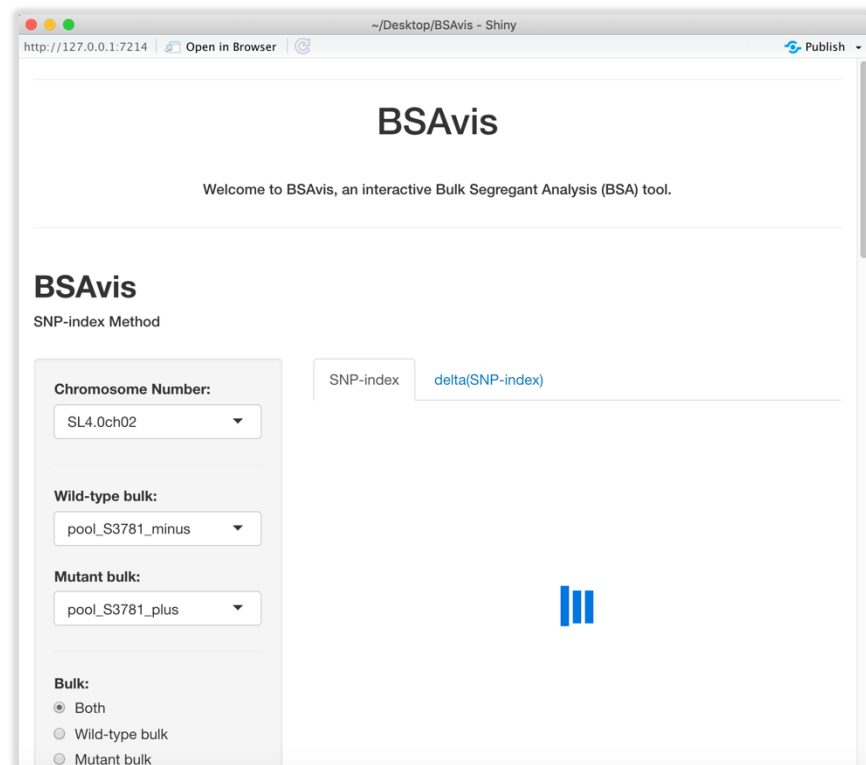 ~/Desktop/BSAvis - Shiny
http://127.0.0.1:7214 Open in Browser Publish
BSAvis
Welcome to BSAvis, an interactive Bulk Segregant Analysis (BSA) tool.
BSAvis
SNP-index Method
Chromosome Number:
SL4.0ch02
Wild-type bulk:
pool_S3781_minus
Mutant bulk:
pool_S3781_plus
Bulk:
Both
Wild-type bulk
Mutant bulk
SNP-index delta(SNP-index)